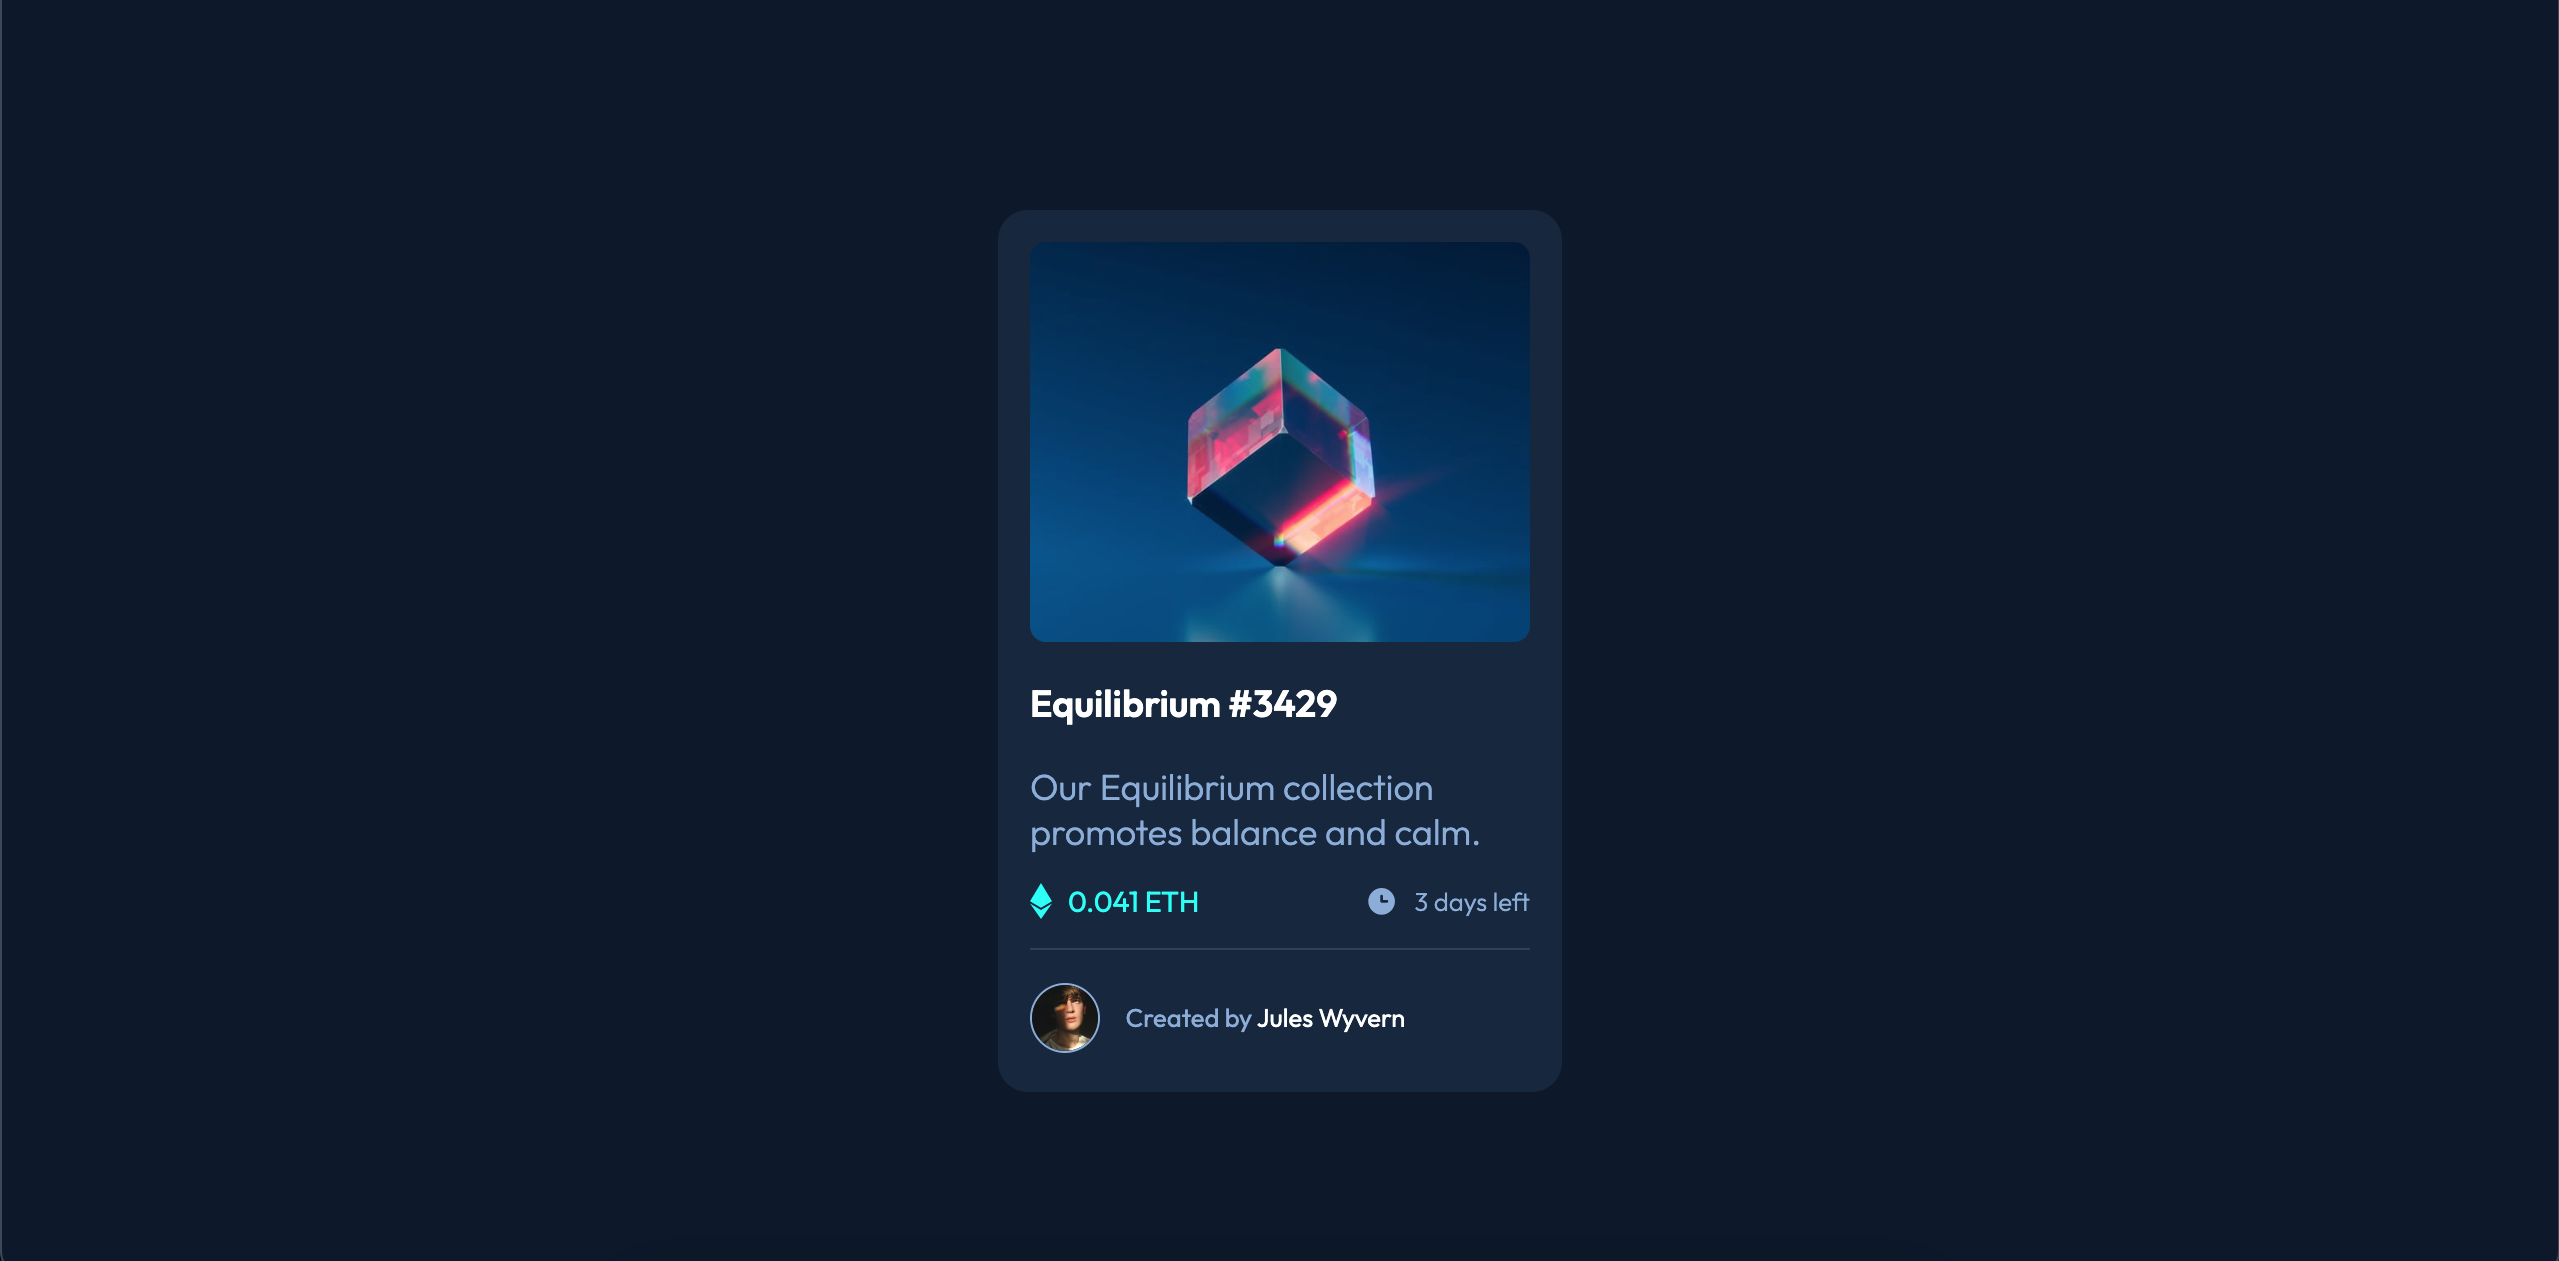 Equilibrium #3429
Our Equilibrium collection
promotes balance and calm.
0.041 ETH
3 days left
Created by Jules Wyvern